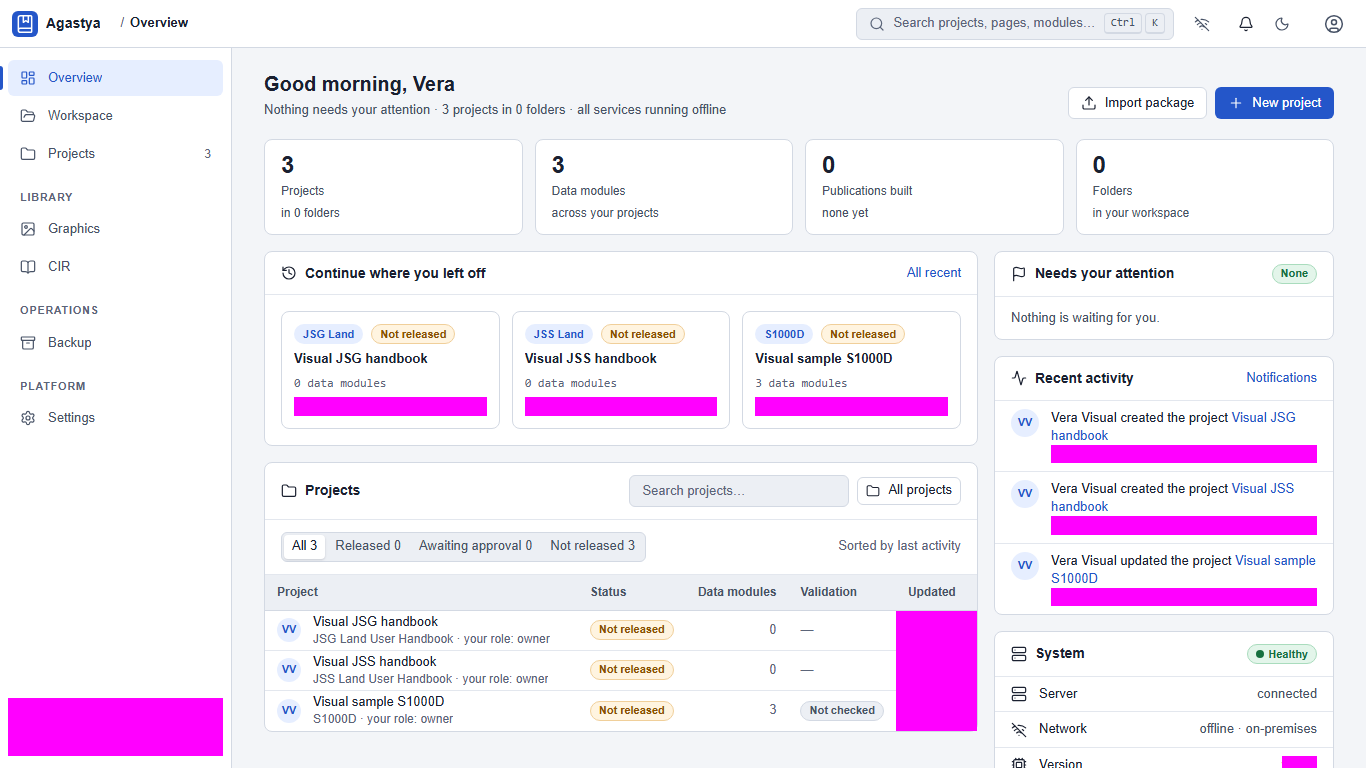 Agastya / Overview
Search projects, pages, modules… Ctrl K
Overview
Workspace
Projects 3
LIBRARY
Graphics
CIR
OPERATIONS
Backup
PLATFORM
Settings
Good morning, Vera
Nothing needs your attention · 3 projects in 0 folders · all services running offline
Import package
New project
3
Projects
in 0 folders
3
Data modules
across your projects
0
Publications built
none yet
0
Folders
in your workspace
Continue where you left off
All recent
JSG Land Not released
Visual JSG handbook
0 data modules
JSS Land Not released
Visual JSS handbook
0 data modules
S1000D Not released
Visual sample S1000D
3 data modules
Projects
Search projects…
All projects
All 3 Released 0 Awaiting approval 0 Not released 3
Sorted by last activity
Project Status Data modules Validation Updated
VV Visual JSG handbook Not released 0 —
JSG Land User Handbook · your role: owner
VV Visual JSS handbook Not released 0 —
JSS Land User Handbook · your role: owner
VV Visual sample S1000D Not released 3 Not checked
S1000D · your role: owner
Needs your attention None
Nothing is waiting for you.
Recent activity Notifications
VV Vera Visual created the project Visual JSG
handbook
VV Vera Visual created the project Visual JSS
handbook
VV Vera Visual updated the project Visual sample
S1000D
System Healthy
Server connected
Network offline · on-premises
Version